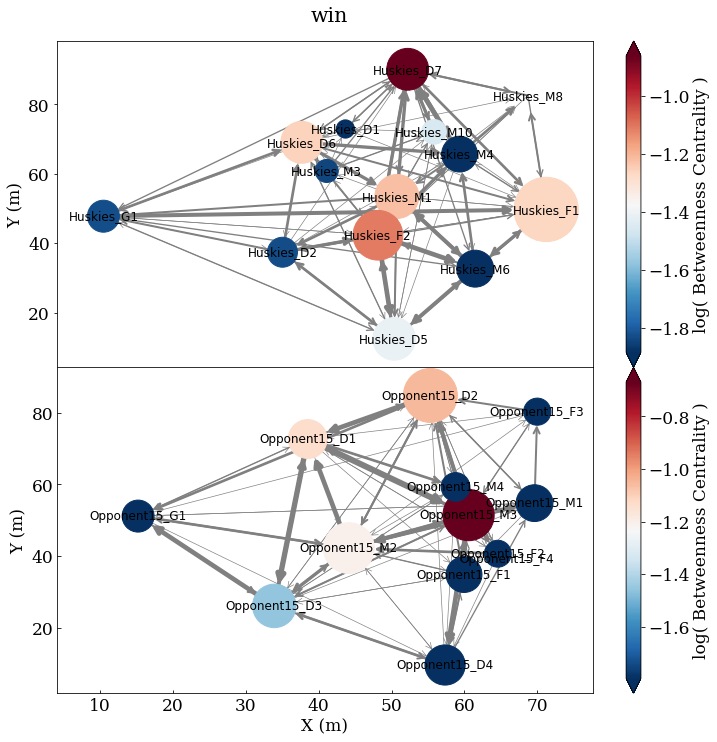 win
Huskies_D7
Huskies_M8
Huskies_D1
Huskies_M10
Huskies_D6
Huskies_M4
Huskies_M3
Huskies_M1
Huskies_G1
Huskies_F1
Huskies_F2
Huskies_D2
Huskies_M6
Huskies_D5
80
60
40
20
Y (m)
−1.0
−1.2
−1.4
−1.6
−1.8
log( Betweenness Centrality )
Opponent15_D2
Opponent15_F3
Opponent15_D1
Opponent15_M4
Opponent15_M1
Opponent15_G1
Opponent15_M3
Opponent15_M2
Opponent15_F2
Opponent15_F4
Opponent15_F1
Opponent15_D3
Opponent15_D4
80
60
40
20
Y (m)
10 20 30 40 50 60 70
X (m)
−0.8
−1.0
−1.2
−1.4
−1.6
log( Betweenness Centrality )